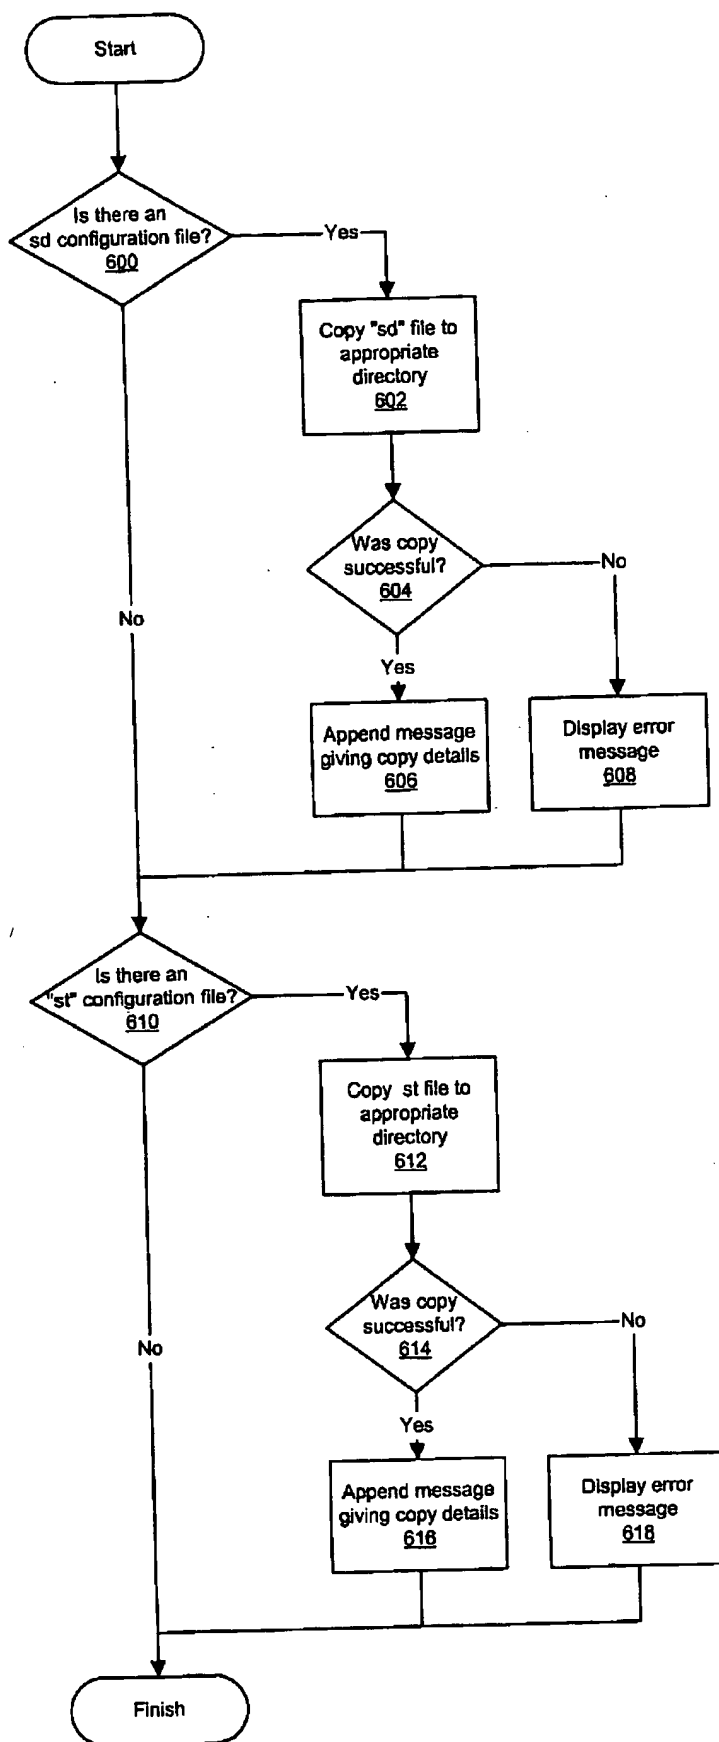 Start
Is there an
sd configuration file?
600
Yes
Copy "sd" file to
appropriate
directory
602
Was copy
successful?
604
No
No
Yes
Append message
giving copy details
606
Display error
message
608
Is there an
"st" configuration file?
610
Yes
Copy st file to
appropriate
directory
612
Was copy
successful?
614
No
No
Yes
Append message
giving copy details
616
Display error
message
618
Finish